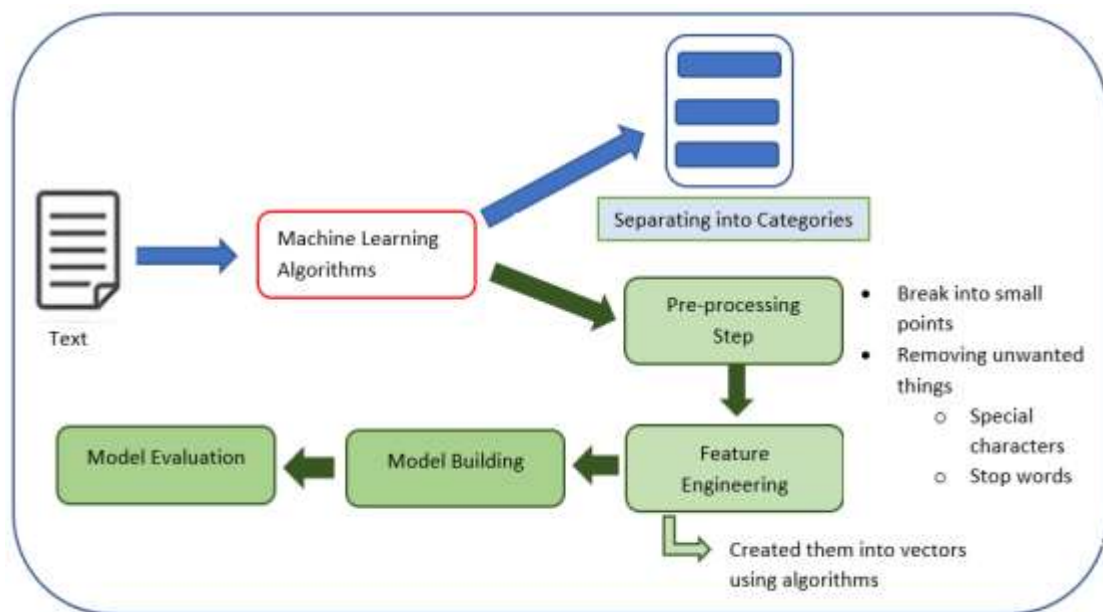 Text
Machine Learning
Algorithms
Separating into Categories
Pre-processing
Step
• Break into small
points
• Removing unwanted
things
o Special
characters
o Stop words
Feature
Engineering
Model Building
Model Evaluation
Created them into vectors
using algorithms